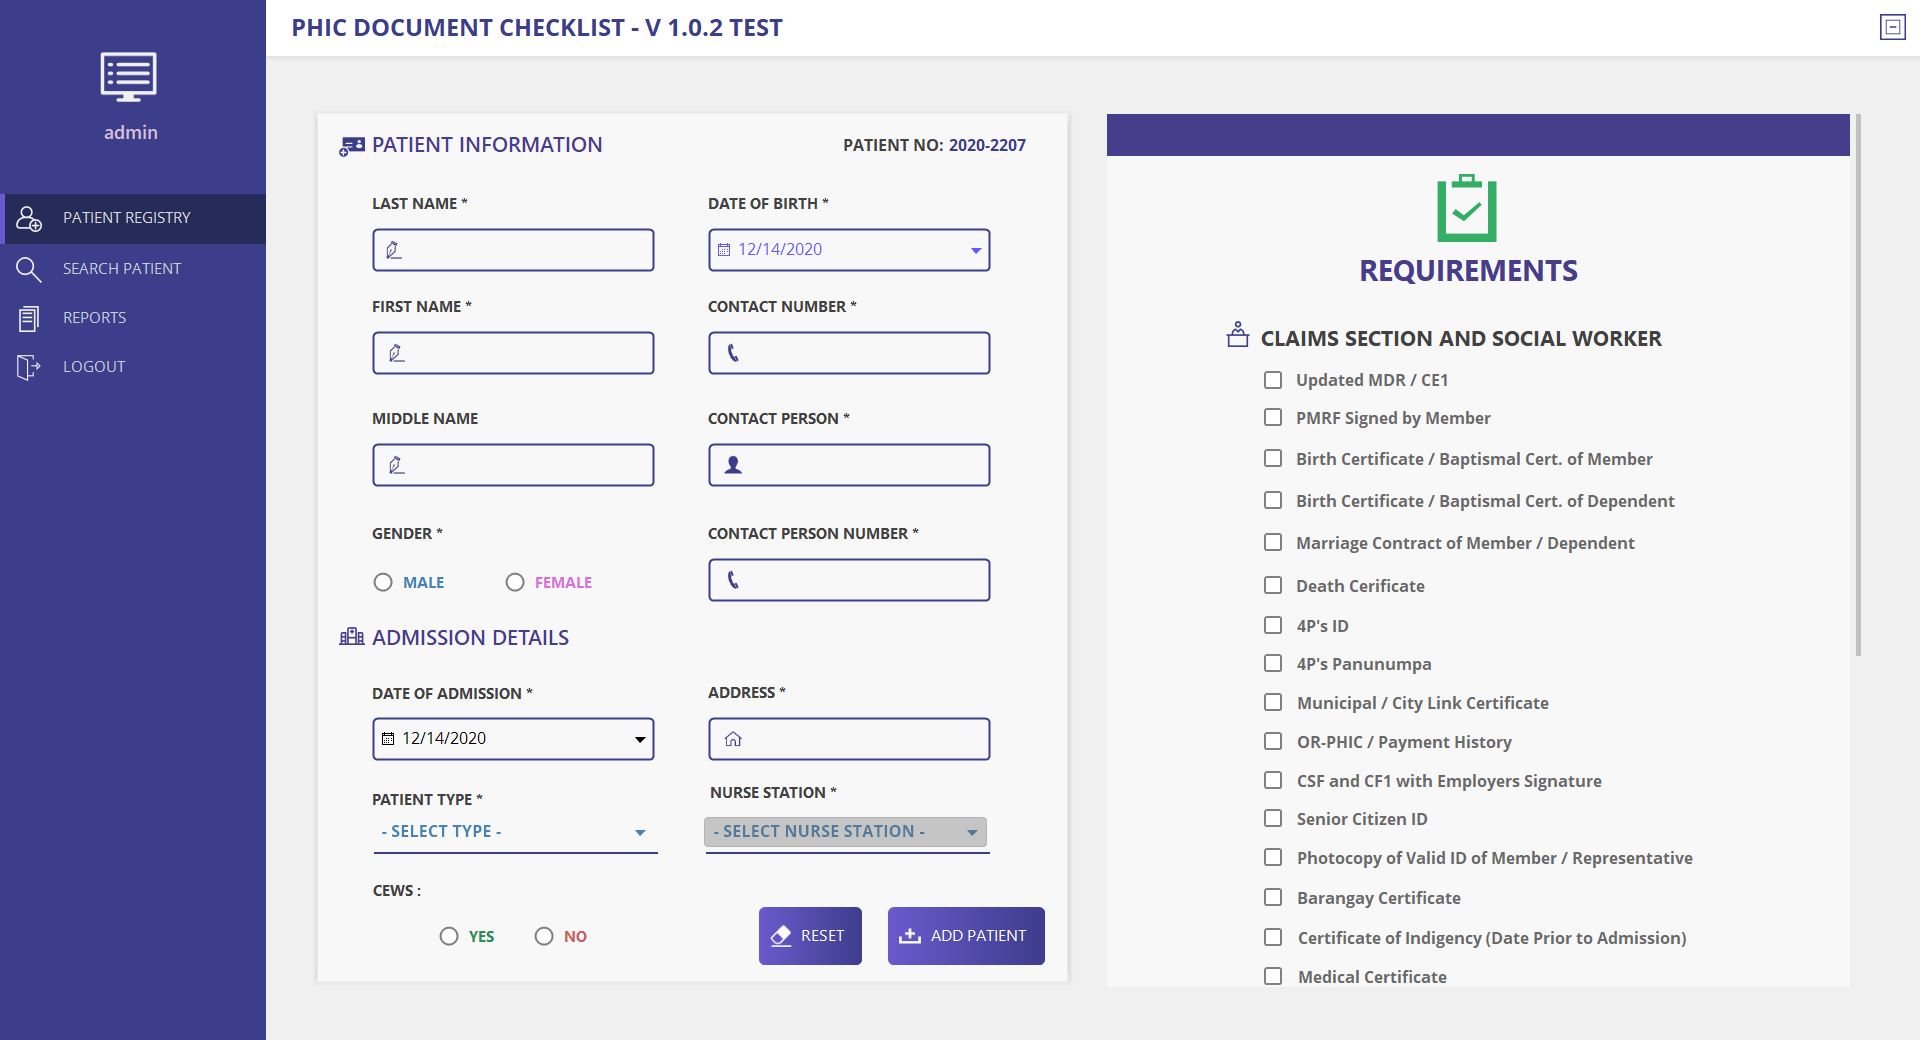 PHIC DOCUMENT CHECKLIST - V 1.0.2 TEST
admin
PATIENT REGISTRY
SEARCH PATIENT
REPORTS
LOGOUT
PATIENT INFORMATION
PATIENT NO: 2020-2207
LAST NAME *
DATE OF BIRTH *
12/14/2020
FIRST NAME *
CONTACT NUMBER *
MIDDLE NAME
CONTACT PERSON *
GENDER *
CONTACT PERSON NUMBER *
MALE
FEMALE
ADMISSION DETAILS
DATE OF ADMISSION *
ADDRESS *
12/14/2020
PATIENT TYPE *
NURSE STATION *
- SELECT TYPE -
- SELECT NURSE STATION -
CEWS :
YES
NO
RESET
ADD PATIENT
REQUIREMENTS
CLAIMS SECTION AND SOCIAL WORKER
Updated MDR / CE1
PMRF Signed by Member
Birth Certificate / Baptismal Cert. of Member
Birth Certificate / Baptismal Cert. of Dependent
Marriage Contract of Member / Dependent
Death Cerificate
4P's ID
4P's Panunumpa
Municipal / City Link Certificate
OR-PHIC / Payment History
CSF and CF1 with Employers Signature
Senior Citizen ID
Photocopy of Valid ID of Member / Representative
Barangay Certificate
Certificate of Indigency (Date Prior to Admission)
Medical Certificate